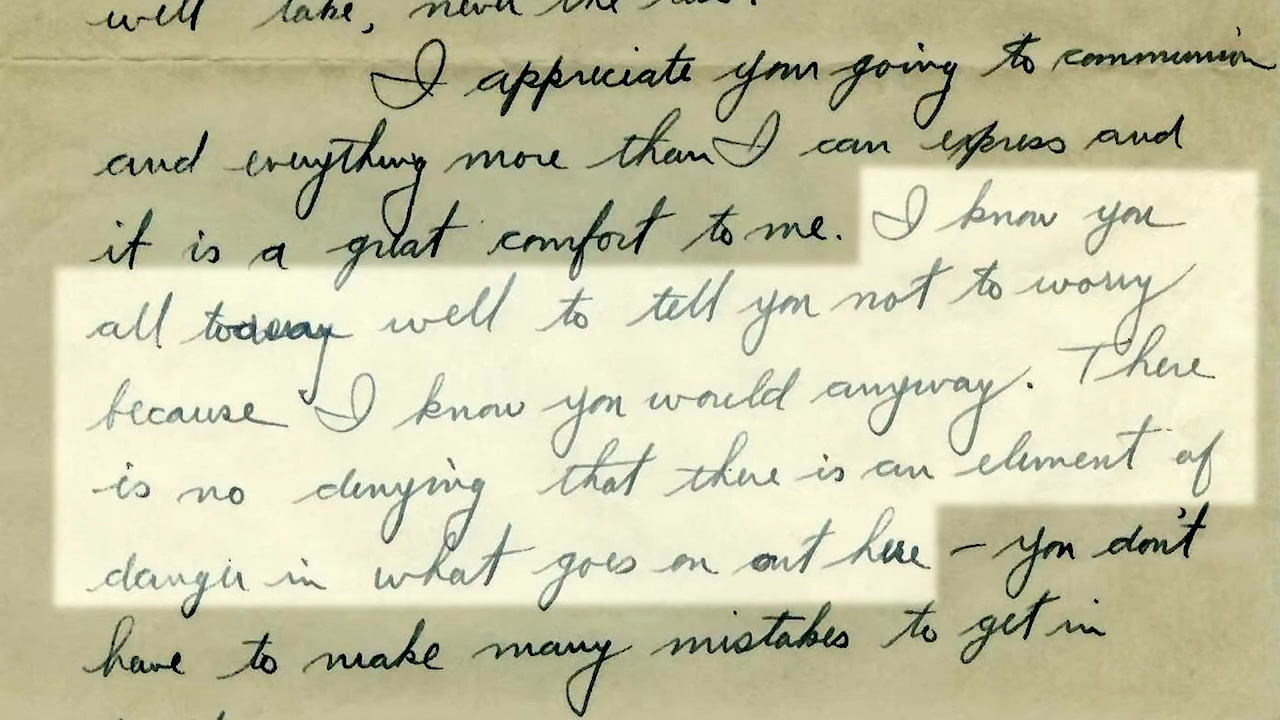 well take, never the
I appreciate your going to communion
and everything more than I can express and
it is a great comfort to me. I know you
all well to tell you not to worry
because I know you would anyway. There
is no denying that there is an element of
danger in what goes on out here – you don't
have to make many mistakes to get in